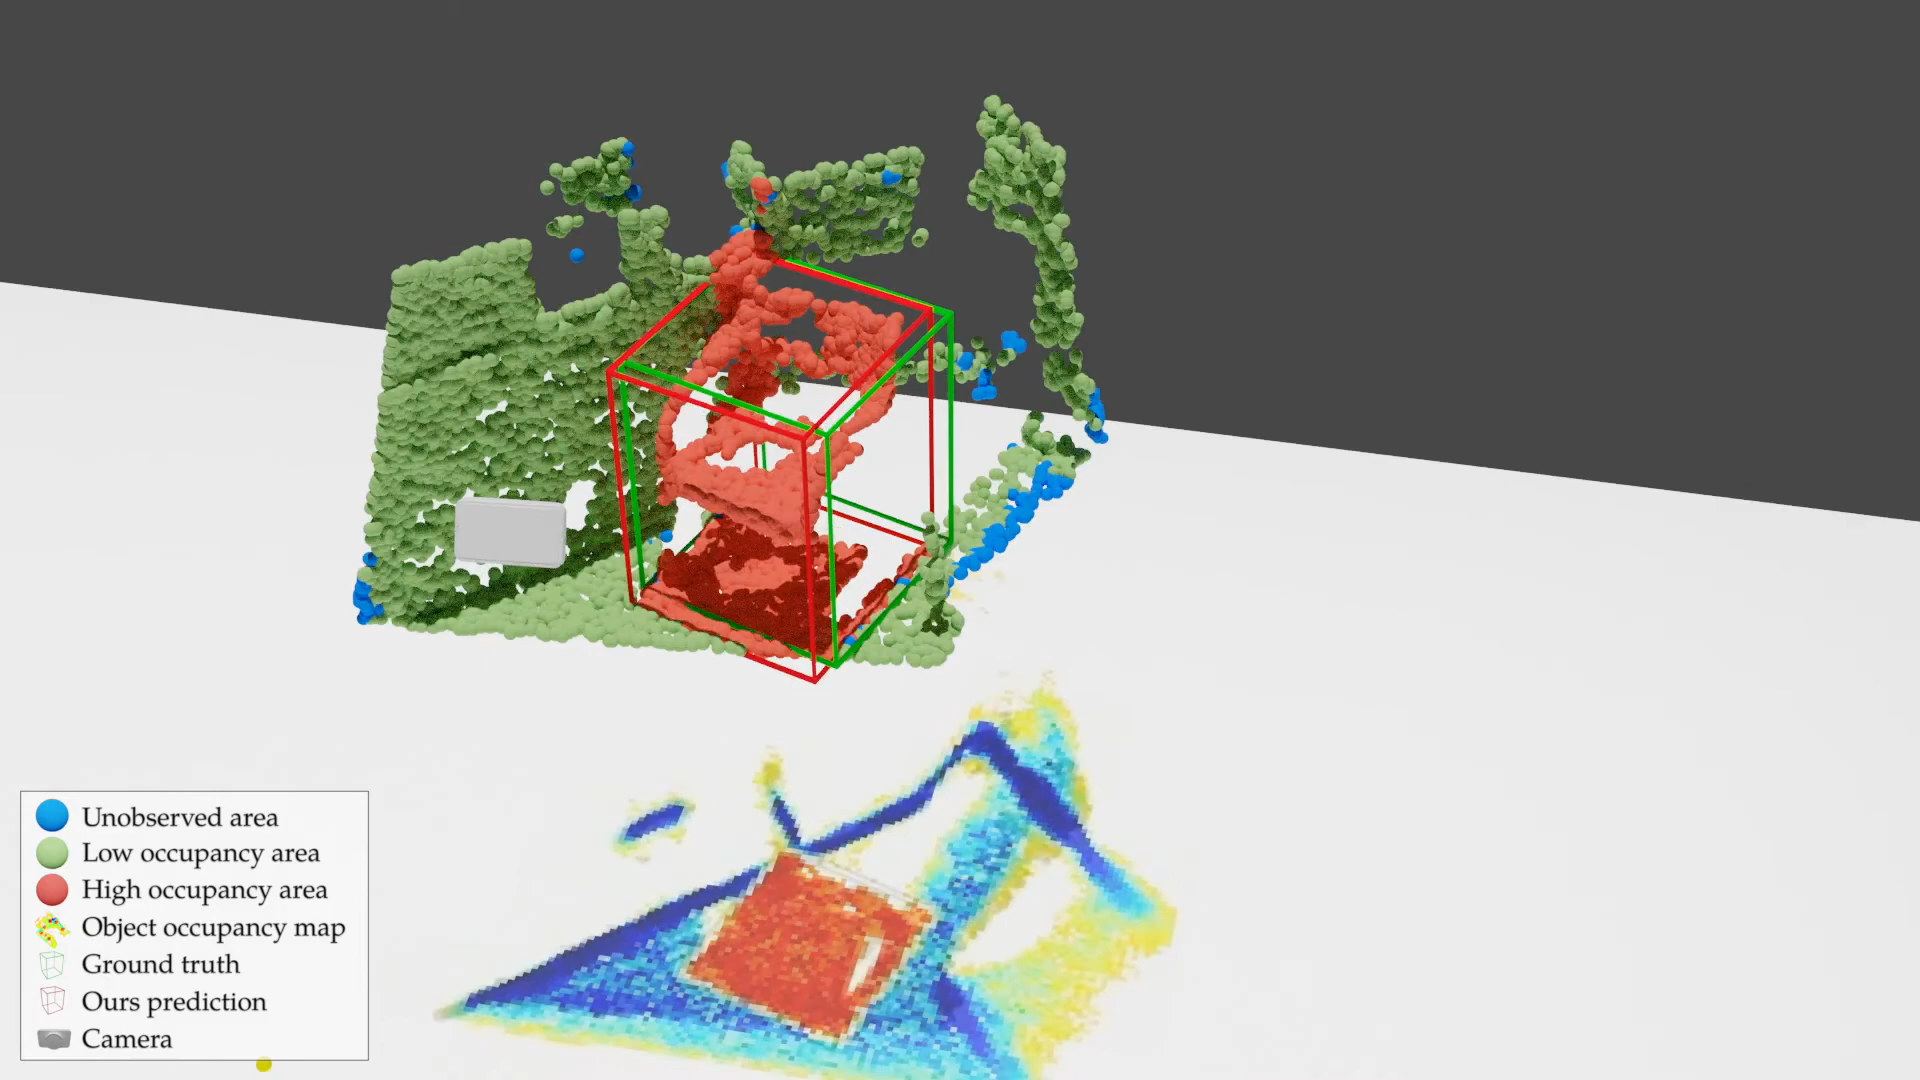 Unobserved area
Low occupancy area
High occupancy area
Object occupancy map
Ground truth
Ours prediction
Camera